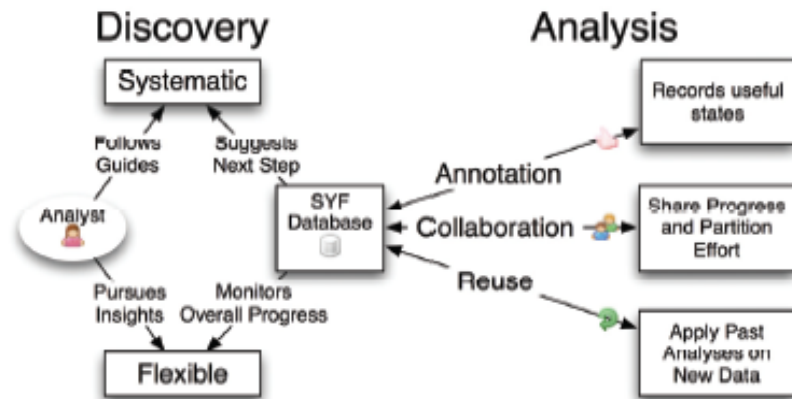 Discovery
Analysis
Systematic
Follows
Guides
Suggests
Next Step
Analyst
SYF
Database
Pursues
Insights
Monitors
Overall Progress
Flexible
Annotation
Collaboration
Reuse
Records useful
states
Share Progress
and Partition
Effort
Apply Past
Analyses on
New Data